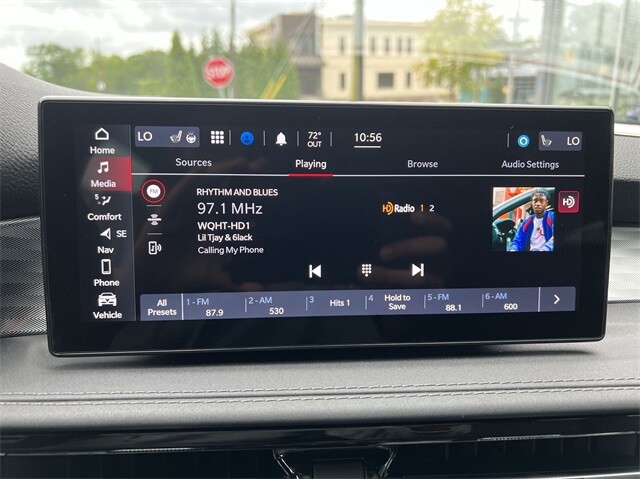 STOP
LO
72°
OUT
10:56
LO
Home
Media
Comfort
SE
Nav
Phone
Vehicle
Sources
Playing
Browse
Audio Settings
FM
RHYTHM AND BLUES
97.1 MHz
WQHT-HD1
Lil Tjay & 6lack
Calling My Phone
HD Radio 1 2
HD
All
Presets
1 - FM
87.9
2 - AM
530
3
Hits 1
4
Hold to
Save
5 - FM
88.1
6 - AM
600